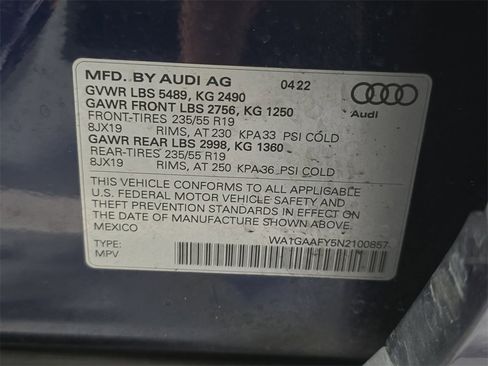 MFD. BY AUDI AG 04 22
GVWR LBS 5489, KG 2490
GAWR FRONT LBS 2756, KG 1250
FRONT-TIRES 235/55 R19
8JX19 RIMS, AT 230 KPA33 PSI COLD
GAWR REAR LBS 2998, KG 1360
REAR-TIRES 235/55 R19
8JX19 RIMS, AT 250 KPA36 PSI COLD
THIS VEHICLE CONFORMS TO ALL APPLICABLE
U.S. FEDERAL MOTOR VEHICLE SAFETY AND
THEFT PREVENTION STANDARDS IN EFFECT ON
THE DATE OF MANUFACTURE SHOWN ABOVE.
MEXICO
TYPE:
MPV
WA1GAAFY5N2100857
Audi